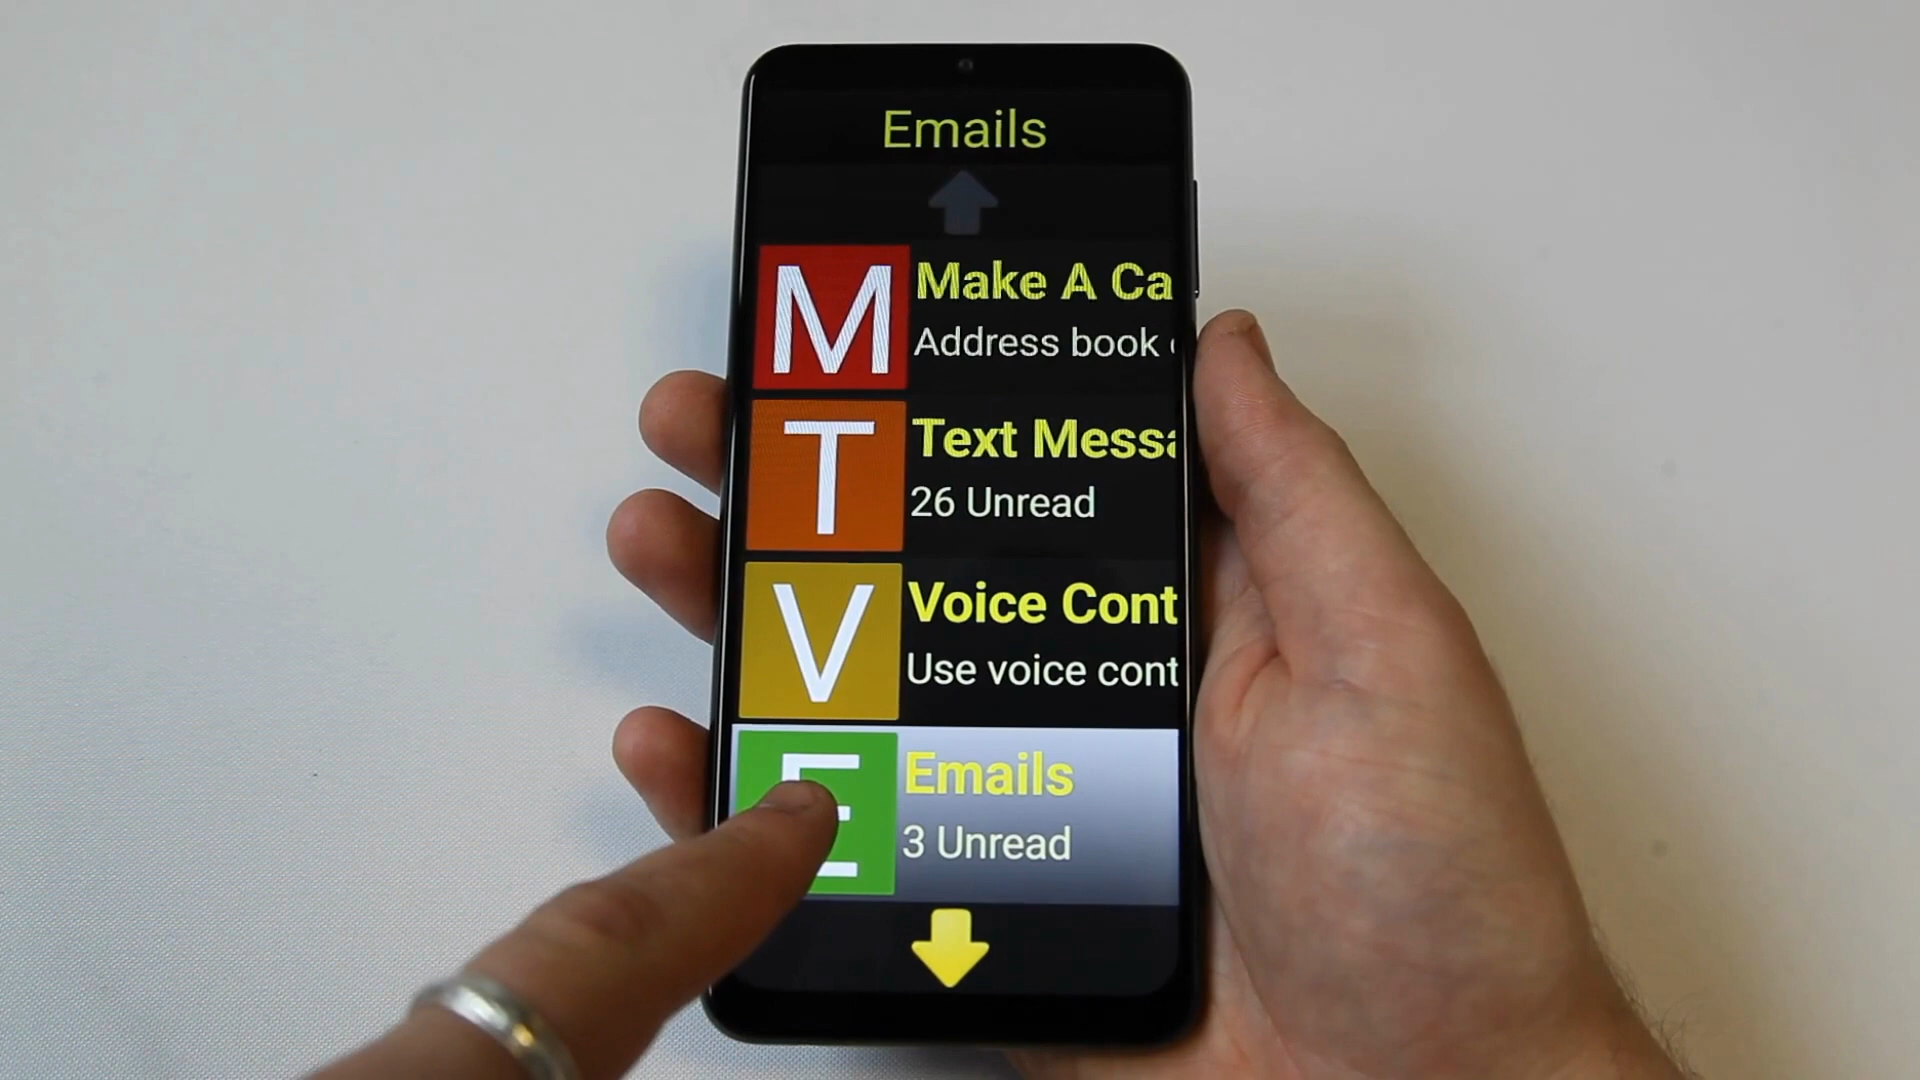 Emails
M
Make A Ca
Address book
T
Text Messa
26 Unread
V
Voice Cont
Use voice cont
E
Emails
3 Unread